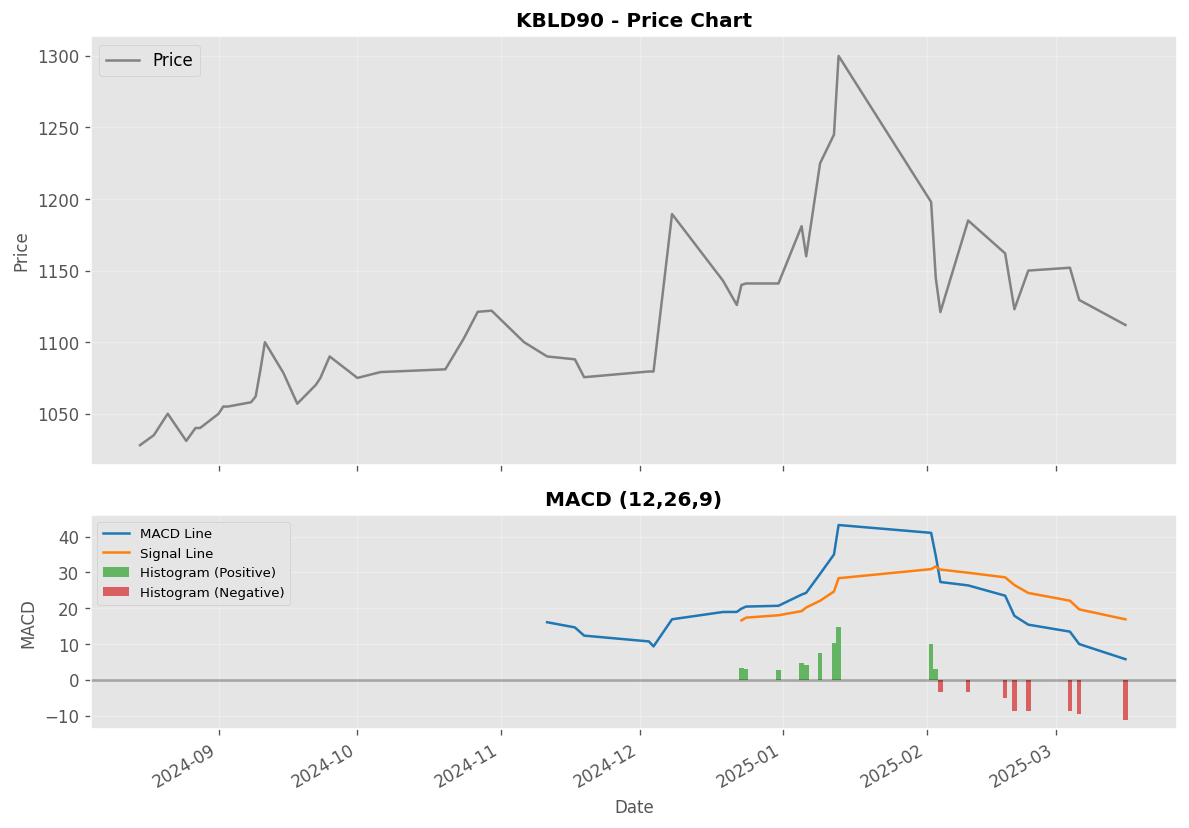 KBLD90 - Price Chart
Price
1300
1250
1200
1150
1100
1050
Price
MACD (12,26,9)
MACD Line
Signal Line
Histogram (Positive)
Histogram (Negative)
40
30
20
10
0
−10
MACD
2024-09
2024-10
2024-11
2024-12
2025-01
2025-02
2025-03
Date